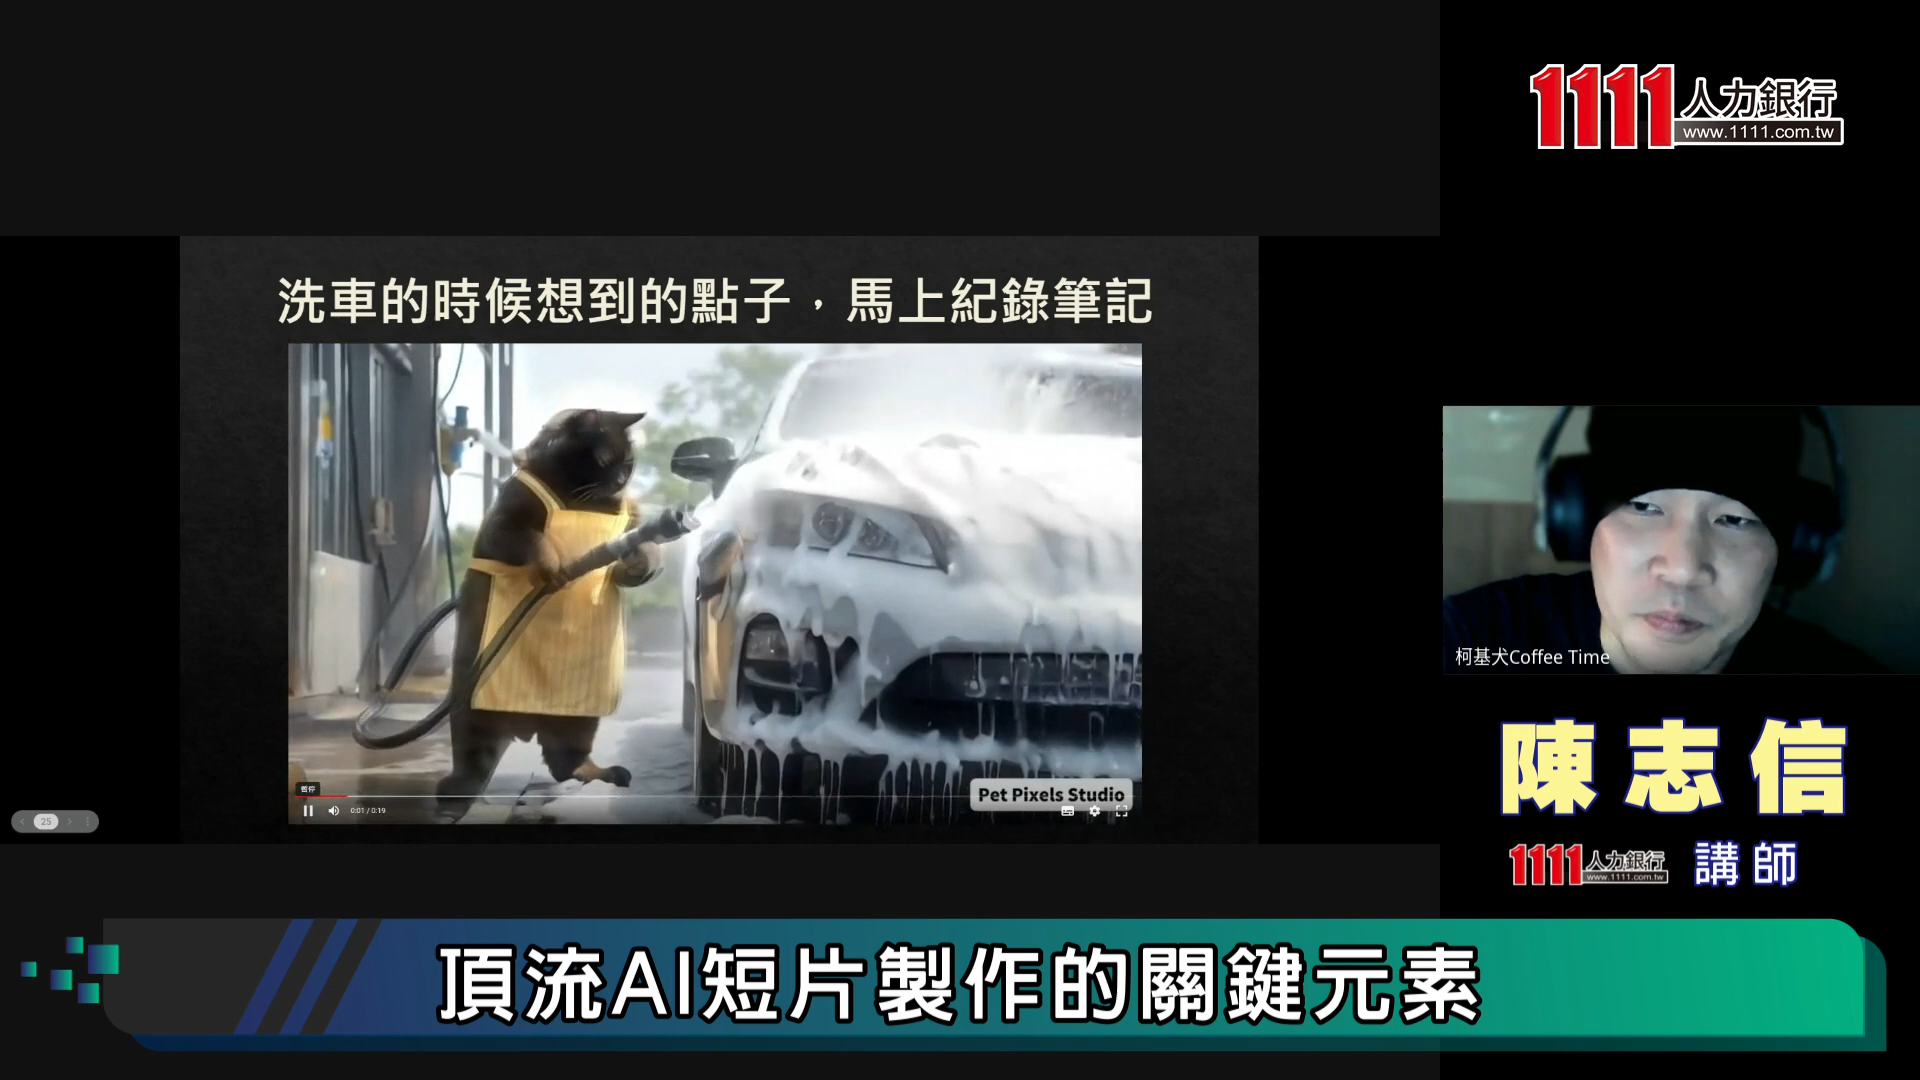 1111人力銀行
www.1111.com.tw
洗車的時候想到的點子，馬上紀錄筆記
暫停
0:01 / 0:19
Pet Pixels Studio
25
柯基犬Coffee Time
陳志信
1111人力銀行
www.1111.com.tw
講師
頂流AI短片製作的關鍵元素